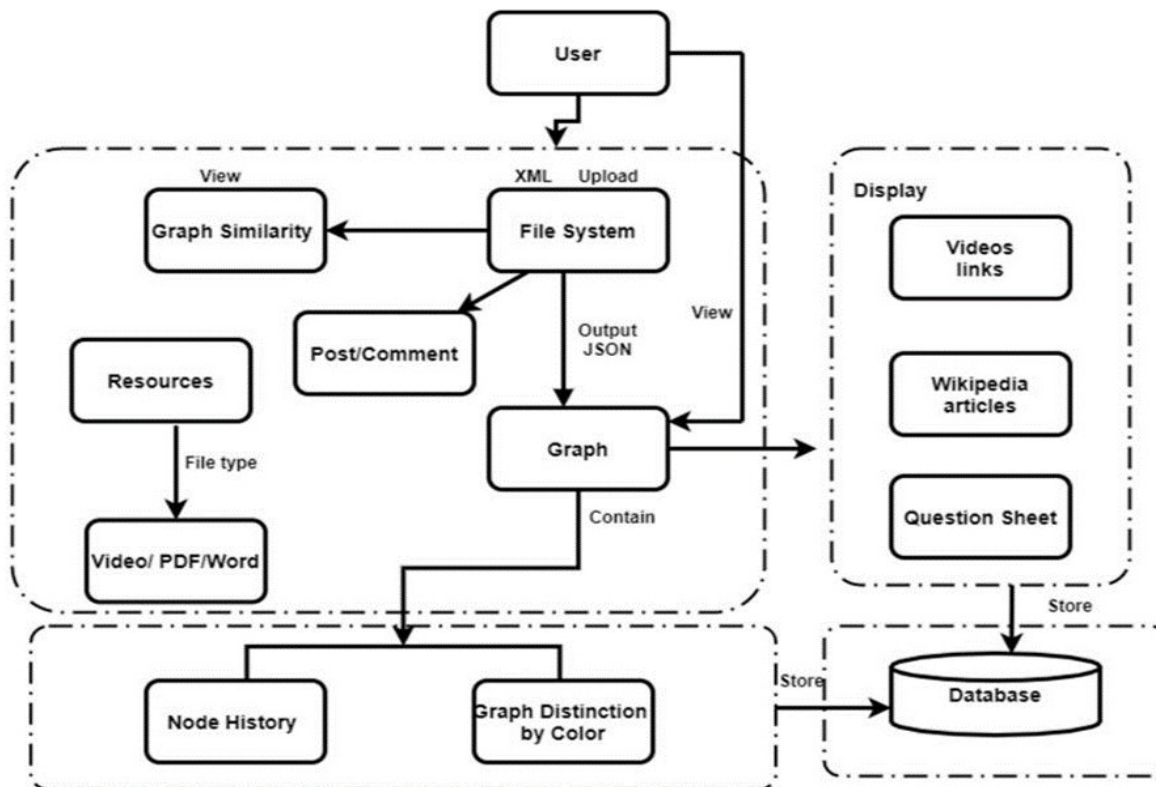 User
View
XML Upload
Display
Graph Similarity
File System
Videos
links
View
Output
JSON
Post/Comment
Resources
Wikipedia
articles
Graph
File type
Contain
Question Sheet
Video/ PDF/Word
Store
Store
Database
Node History
Graph Distinction
by Color